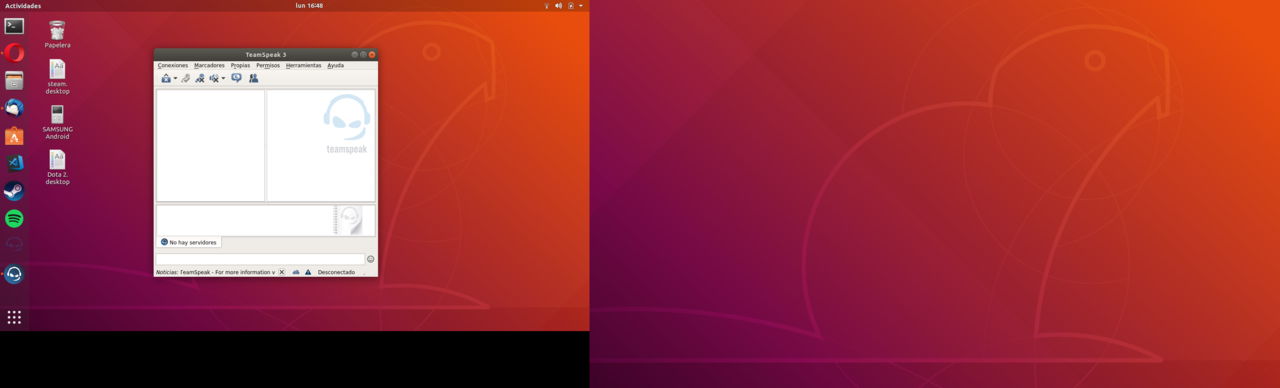 Actividades
lun 16:48
Papelera
steam.
desktop
SAMSUNG
Android
Dota 2.
desktop
TeamSpeak 3
Conexiones Marcadores Propias Permisos Herramientas Ayuda
teamspeak
No hay servidores
Noticias: TeamSpeak - For more information v
Desconectado